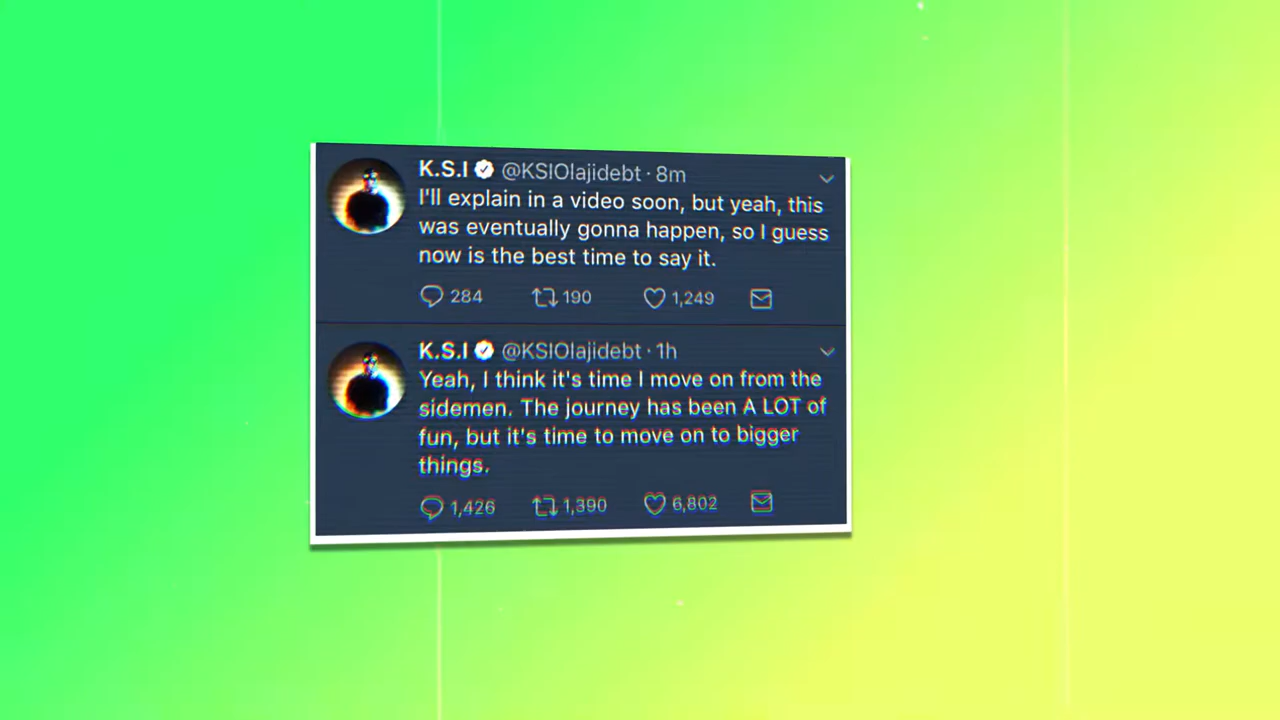 K.S.I @KSIOlajidebt · 8m
I'll explain in a video soon, but yeah, this
was eventually gonna happen, so I guess
now is the best time to say it.
284 190 1,249
K.S.I @KSIOlajidebt · 1h
Yeah, I think it's time I move on from the
sidemen. The journey has been A LOT of
fun, but it's time to move on to bigger
things.
1,426 1,390 6,802